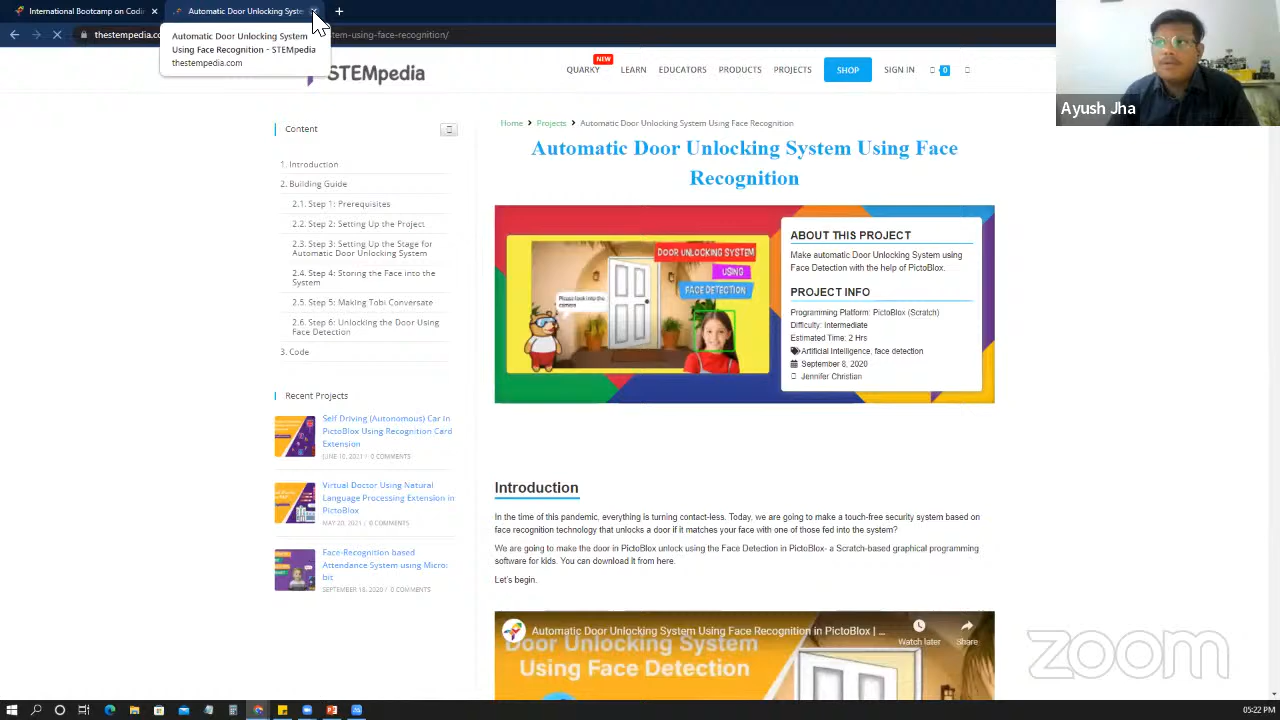 International Bootcamp on Codi
Automatic Door Unlocking Syste
thestempedia.co
tem-using-face-recognition/
Automatic Door Unlocking System
Using Face Recognition - STEMpedia
thestempedia.com
STEMpedia
NEW
QUARKY
LEARN
EDUCATORS
PRODUCTS
PROJECTS
SHOP
SIGN IN
0
Ayush Jha
Content
1. Introduction
2. Building Guide
2.1. Step 1: Prerequisites
2.2. Step 2: Setting Up the Project
2.3. Step 3: Setting Up the Stage for
Automatic Door Unlocking System
2.4. Step 4: Storing the Face into the
System
2.5. Step 5: Making Tobi Conversate
2.6. Step 6: Unlocking the Door Using
Face Detection
3. Code
Recent Projects
Self Driving (Autonomous) Car in
PictoBlox Using Recognition Card
Extension
JUNE 10, 2021 / 0 COMMENTS
Virtual Doctor Using Natural
Language Processing Extension in
PictoBlox
MAY 20, 2021 / 0 COMMENTS
Face-Recognition based
Attendance System using Micro:
bit
SEPTEMBER 18, 2020 / 0 COMMENTS
Home > Projects > Automatic Door Unlocking System Using Face Recognition
Automatic Door Unlocking System Using Face
Recognition
DOOR UNLOCKING SYSTEM
USING
FACE DETECTION
Please look into the
camera
ABOUT THIS PROJECT
Make automatic Door Unlocking System using
Face Detection with the help of PictoBlox.
PROJECT INFO
Programming Platform: PictoBlox (Scratch)
Difficulty: Intermediate
Estimated Time: 2 Hrs
Artificial Intelligence, face detection
September 8, 2020
Jennifer Christian
Introduction
In the time of this pandemic, everything is turning contact-less. Today, we are going to make a touch-free security system based on
face recognition technology that unlocks a door if it matches your face with one of those fed into the system?
We are going to make the door in PictoBlox unlock using the Face Detection in PictoBlox- a Scratch-based graphical programming
software for kids. You can download it from here.
Let's begin.
Automatic Door Unlocking System Using Face Recognition in PictoBlox | ...
Watch later
Share
Door Unlocking System
Using Face Detection
zoom
05:22 PM